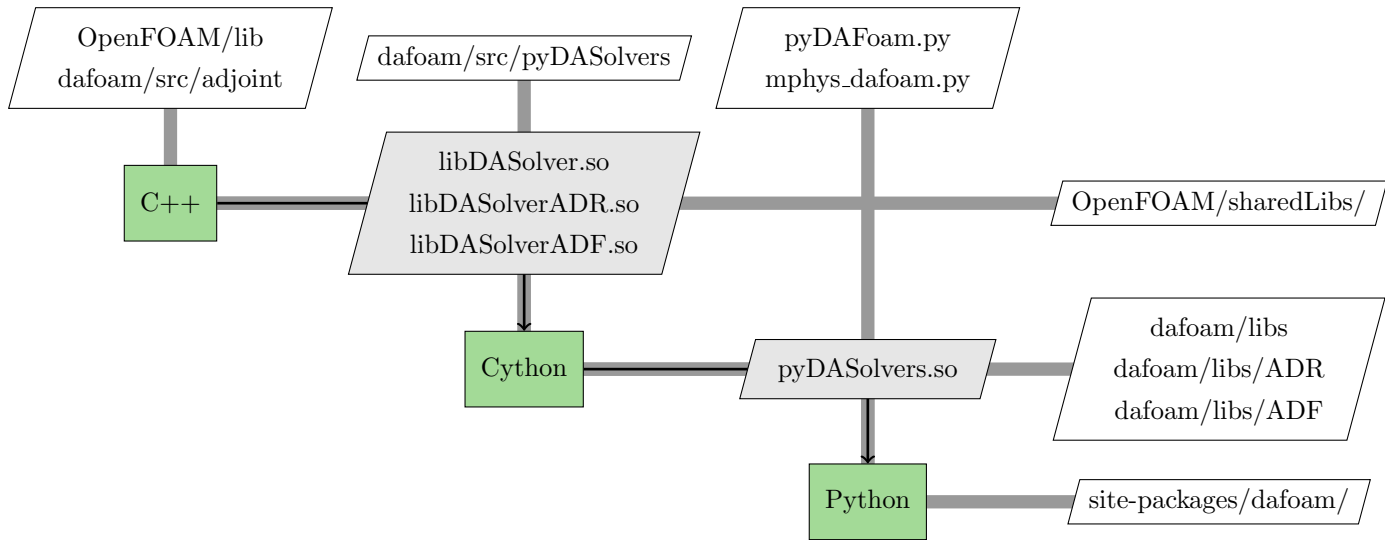 OpenFOAM/lib
dafoam/src/adjoint
dafoam/src/pyDASolvers
pyDAFoam.py
mphys_dafoam.py
C++
libDASolver.so
libDASolverADR.so
libDASolverADF.so
OpenFOAM/sharedLibs/
Cython
pyDASolvers.so
dafoam/libs
dafoam/libs/ADR
dafoam/libs/ADF
Python
site-packages/dafoam/